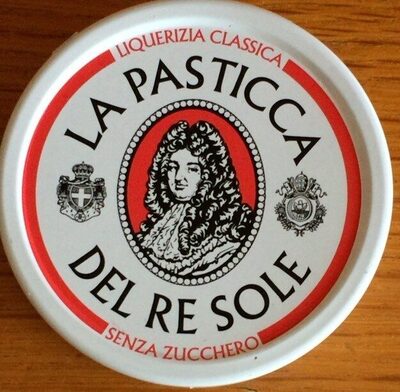 LIQUERIZIA CLASSICA
LA PASTICCA
DEL RE SOLE
SENZA ZUCCHERO